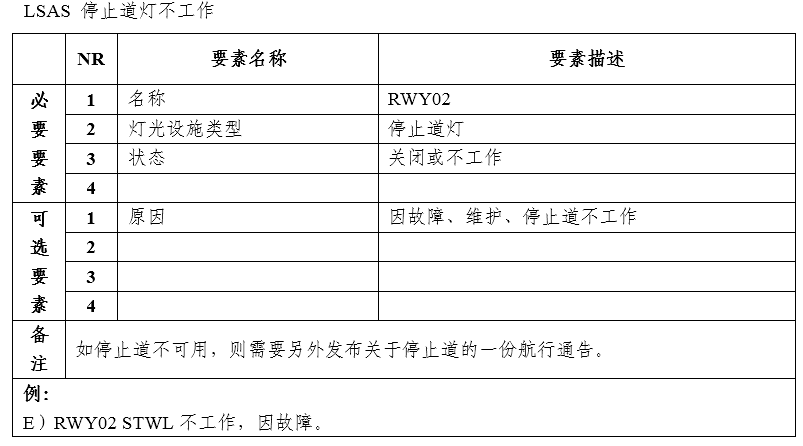 LSAS 停止道灯不工作
NR 要素名称 要素描述
必要要素
1 名称 RWY02
2 灯光设施类型 停止道灯
3 状态 关闭或不工作
4
可选要素
1 原因 因故障、维护、停止道不工作
2
3
4
备注 如停止道不可用，则需要另外发布关于停止道的一份航行通告。
例：
E）RWY02 STWL 不工作，因故障。